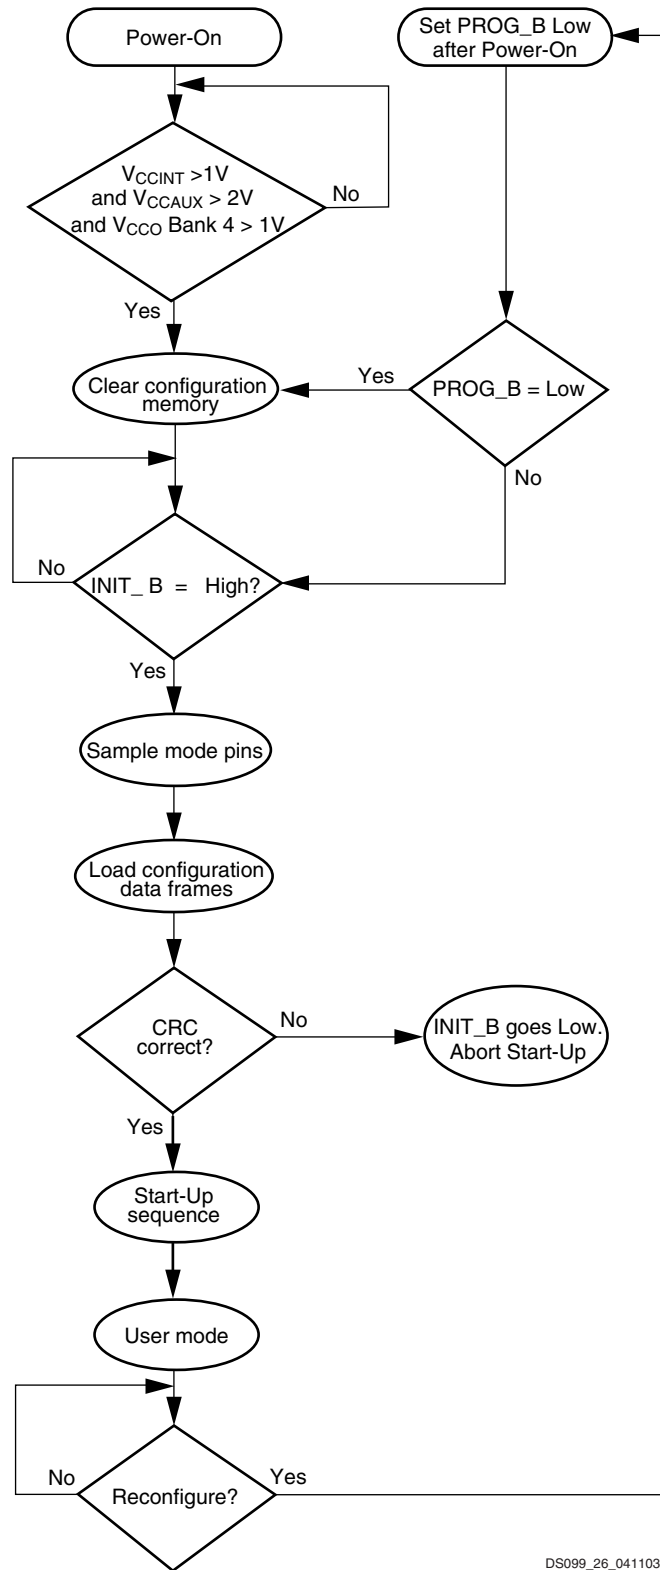 Power-On
Set PROG_B Low
after Power-On
VCCINT >1V
and VCCAUX > 2V
and VCCO Bank 4 > 1V
No
Yes
Clear configuration
memory
Yes
PROG_B = Low
No
No
INIT_ B = High?
Yes
Sample mode pins
Load configuration
data frames
CRC
correct?
No
INIT_B goes Low.
Abort Start-Up
Yes
Start-Up
sequence
User mode
No
Reconfigure?
Yes
DS099_26_041103